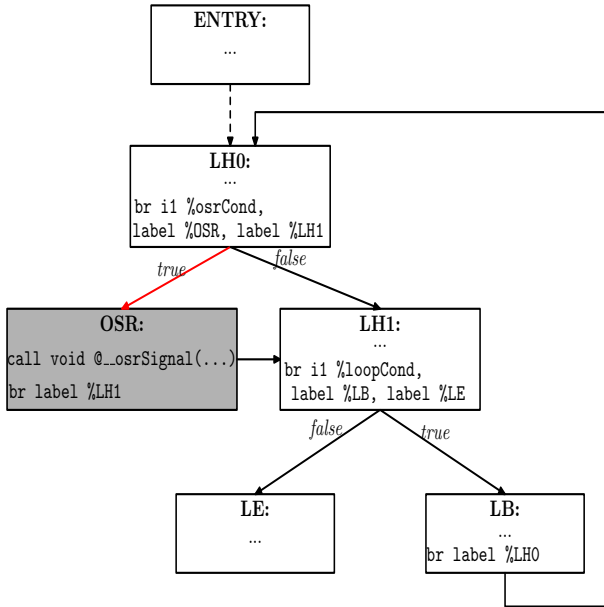 ENTRY:
...
LH0:
...
br i1 %osrCond,
label %OSR, label %LH1
true
false
OSR:
call void @__osrSignal(...)
br label %LH1
LH1:
...
br i1 %loopCond,
label %LB, label %LE
false
true
LE:
...
LB:
...
br label %LH0